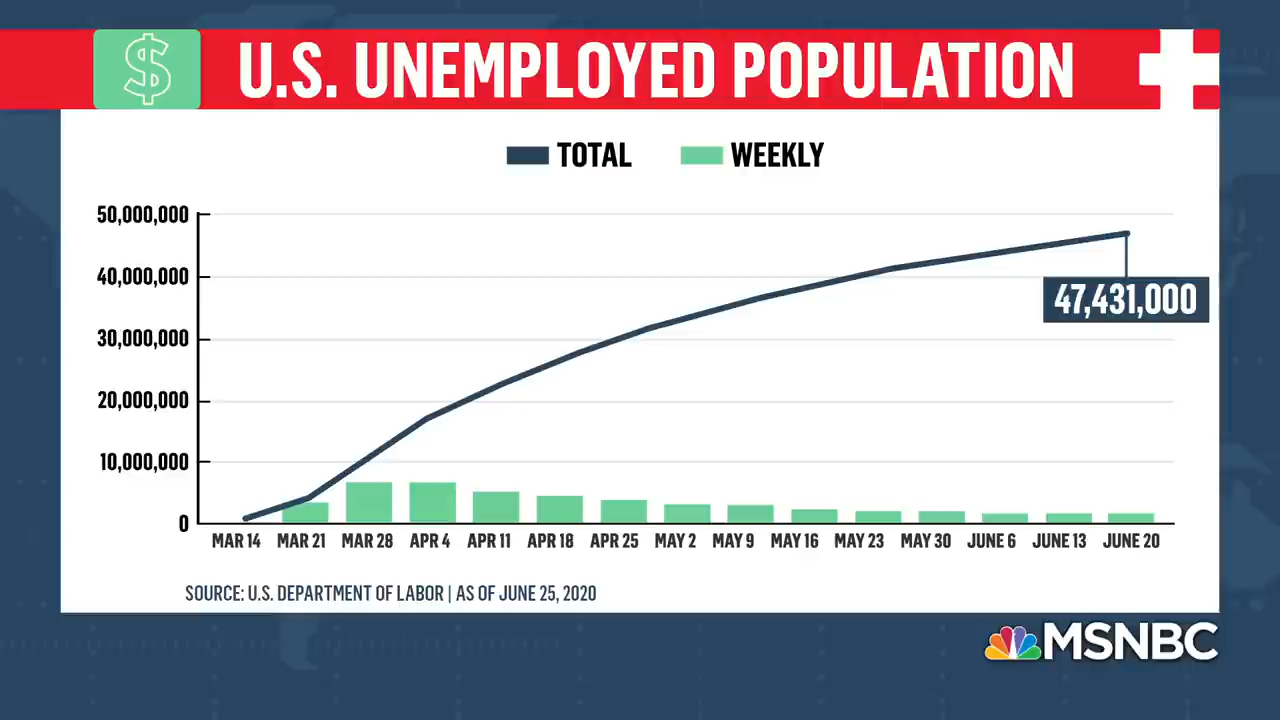 $ U.S. UNEMPLOYED POPULATION
TOTAL WEEKLY
50,000,000
40,000,000
47,431,000
30,000,000
20,000,000
10,000,000
0
MAR 14 MAR 21 MAR 28 APR 4 APR 11 APR 18 APR 25 MAY 2 MAY 9 MAY 16 MAY 23 MAY 30 JUNE 6 JUNE 13 JUNE 20
SOURCE: U.S. DEPARTMENT OF LABOR | AS OF JUNE 25, 2020
MSNBC